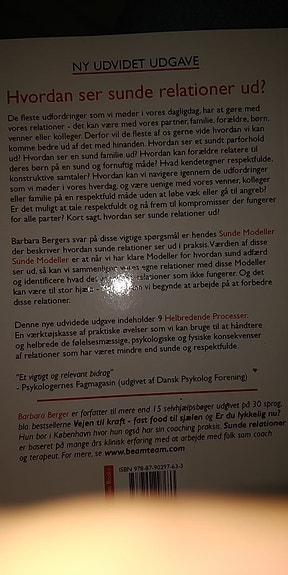 NY UDVIDET UDGAVE
Hvordan ser sunde relationer ud?
De fleste udfordringer som vi møder i vores dagligdag, har at gøre med
vores relationer - det kan være med vores partner, familie, forældre, børn,
venner eller kolleger. Derfor vil de fleste af os gerne vide hvordan vi kan
komme bedre ud af det med hinanden. Hvordan ser et sundt parforhold
ud? Hvordan ser en sund familie ud? Hvordan kan forældre relatere til
deres børn på en sund og fornuftig måde? Hvad kendetegner respektfulde,
konstruktive samtaler? Hvordan kan vi navigere igennem de udfordringer
som vi møder i vores hverdag, og være uenige med vores venner, kolleger
eller familie på en respektfuld måde uden at løbe væk eller gå til angreb?
Er det muligt at tale respektfuldt og nå frem til kompromisser der fungerer
for alle parter? Kort sagt, hvordan ser sunde relationer ud?
Barbara Bergers svar på disse vigtige spørgsmål er hendes Sunde Modeller
der beskriver hvordan sunde relationer ser ud i praksis. Værdien af disse
Sunde Modeller er at når vi har klare Modeller for hvordan sund adfærd
ser ud, så kan vi sammenligne vores egne relationer med disse Modeller
og identificere hvad det er i vores relationer som ikke fungerer. Og det
kan være til stor hjælp vi begynde at arbejde på at forbedre
disse relationer.
Denne nye udvidede udgave indeholder 9 Helbredende Processer.
En værktøjskasse af praktiske øvelser som vi kan bruge til at håndtere
og helbrede de følelsesmæssige, psykologiske og fysiske konsekvenser
af relationer som har været mindre end sunde og respektfulde.
"Et vigtigt og relevant bidrag"
- Psykologernes Fagmagasin (udgivet af Dansk Psykolog Forening)
Barbara Berger er forfatter til mere end 15 selvhjælpsbøger udgivet på 30 sprog,
bla. bestsellerne Vejen til kraft - fast food til sjælen og Er du lykkelig nu?
Hun bor i København hvor hun også har sin coaching praksis. Sunde relationer
er baseret på mange års klinisk erfaring med at arbejde med folk som coach
og terapeut. For mere, se www.beamteam.com
ISBN 978-87-90297-63-3